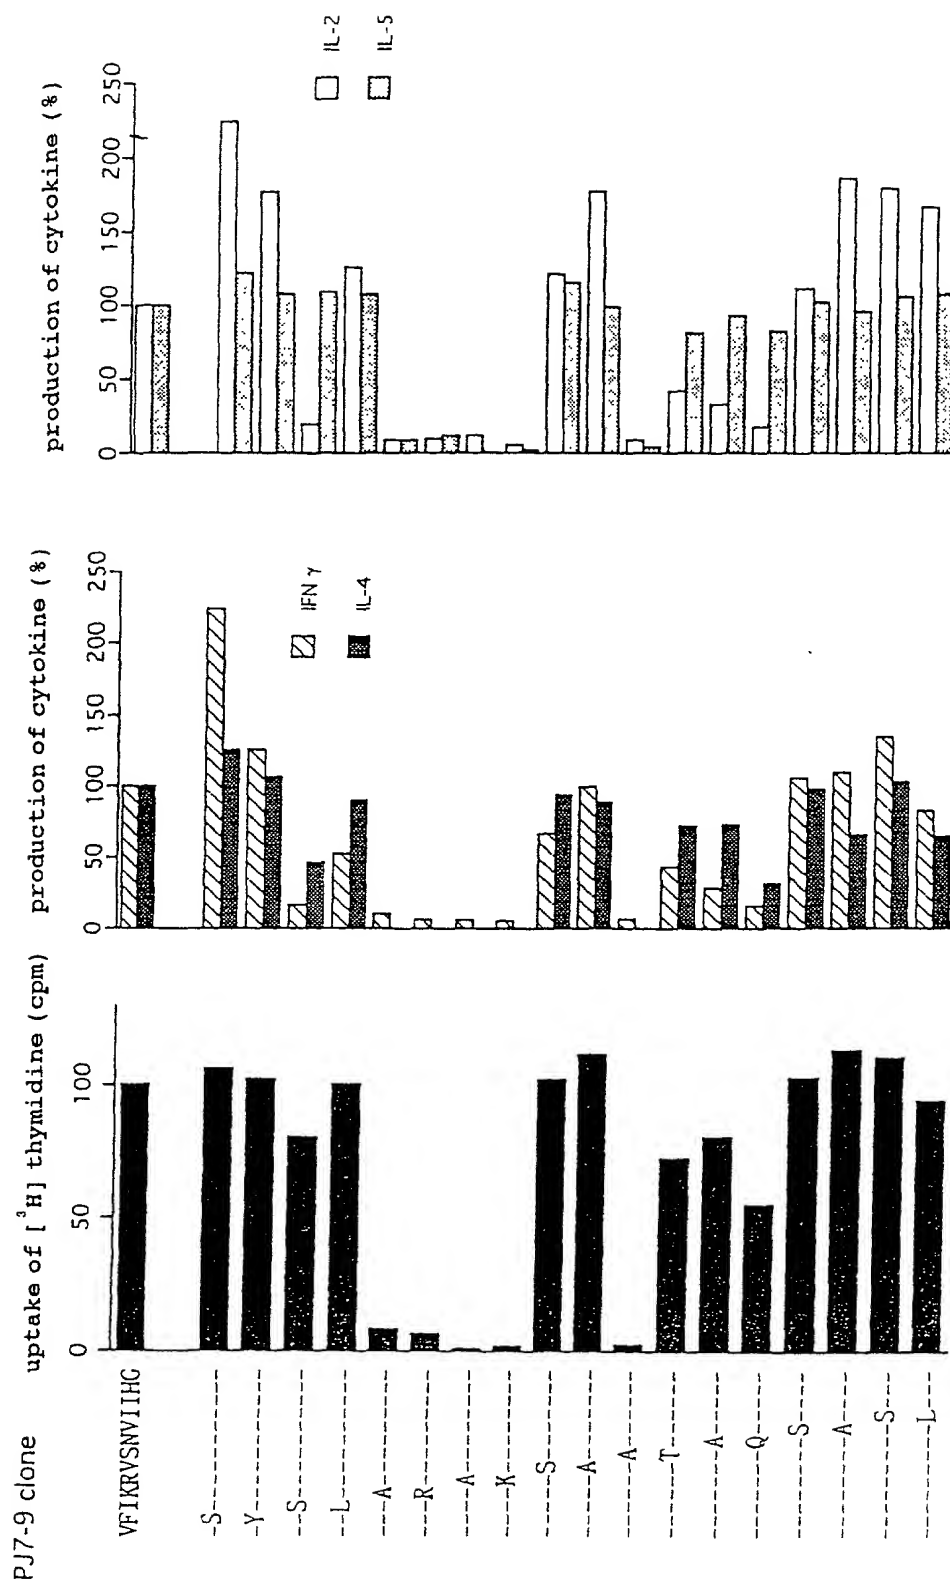 PJ7-9 clone
uptake of [³H] thymidine (cpm)
production of cytokine (%)
production of cytokine (%)
0 50 100
0 50 100 150 200 250
0 50 100 150 200 250
VFIKRVSNVIIHG
-S-----------
-Y-----------
--S----------
--L----------
---A---------
---R---------
----A--------
----K--------
-----S-------
-----A-------
------A------
------T------
-------A-----
-------Q-----
--------S----
--------A----
---------S---
---------L---
IFN γ
IL-4
IL-2
IL-5